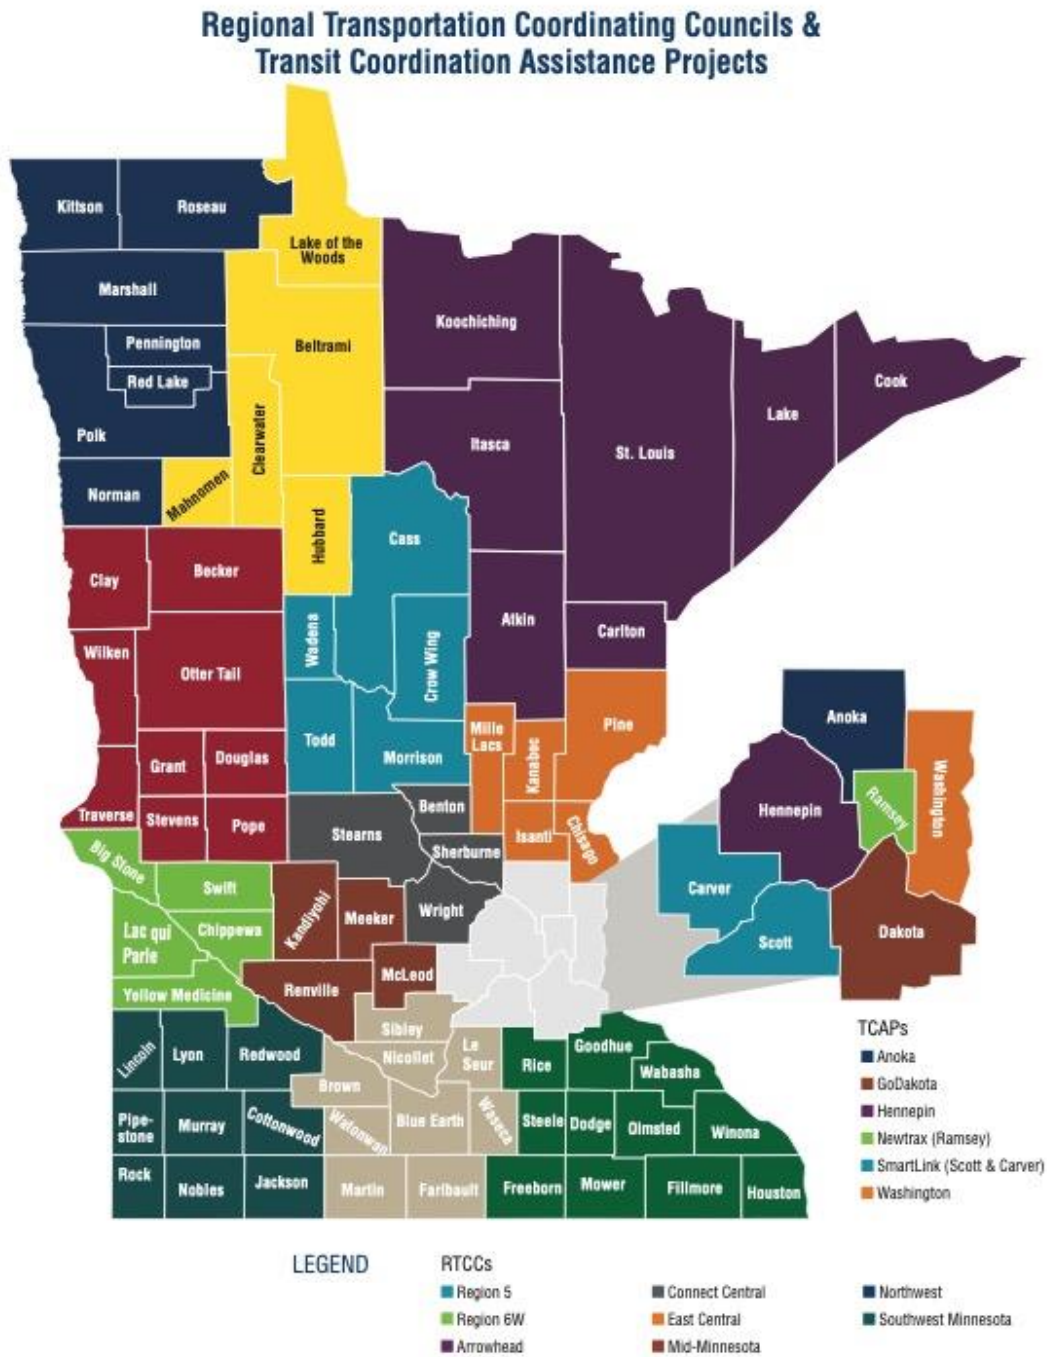 Regional Transportation Coordinating Councils &
Transit Coordination Assistance Projects
Kittson
Roseau
Lake of the
Woods
Marshall
Koochiching
Pennington
Beltrami
Red Lake
Cook
Lake
Polk
Clearwater
Itasca
St. Louis
Norman
Mahnomen
Hubbard
Cass
Clay
Becker
Atkin
Carlton
Wadena
Crow Wing
Wilken
Otter Tail
Mille
Lacs
Pine
Anoka
Todd
Morrison
Kanabec
Grant
Douglas
Washington
Hennepin
Ramsey
Traverse
Stevens
Pope
Benton
Stearns
Isanti
Chisago
Sherburne
Big Stone
Swift
Carver
Kandiyohi
Meeker
Wright
Lac qui
Parle
Chippewa
Scott
Dakota
McLeod
Yellow Medicine
Renville
Sibley
TCAPs
Anoka
GoDakota
Hennepin
Newtrax (Ramsey)
SmartLink (Scott & Carver)
Washington
Lincoln
Lyon
Redwood
Nicollet
Le
Seur
Rice
Goodhue
Wabasha
Brown
Pipe-
stone
Murray
Cottonwood
Watonwan
Blue Earth
Waseca
Steele
Dodge
Olmsted
Winona
Rock
Nobles
Jackson
Martin
Faribault
Freeborn
Mower
Fillmore
Houston
LEGEND
RTCCs
Region 5
Region 6W
Arrowhead
Connect Central
East Central
Mid-Minnesota
Northwest
Southwest Minnesota